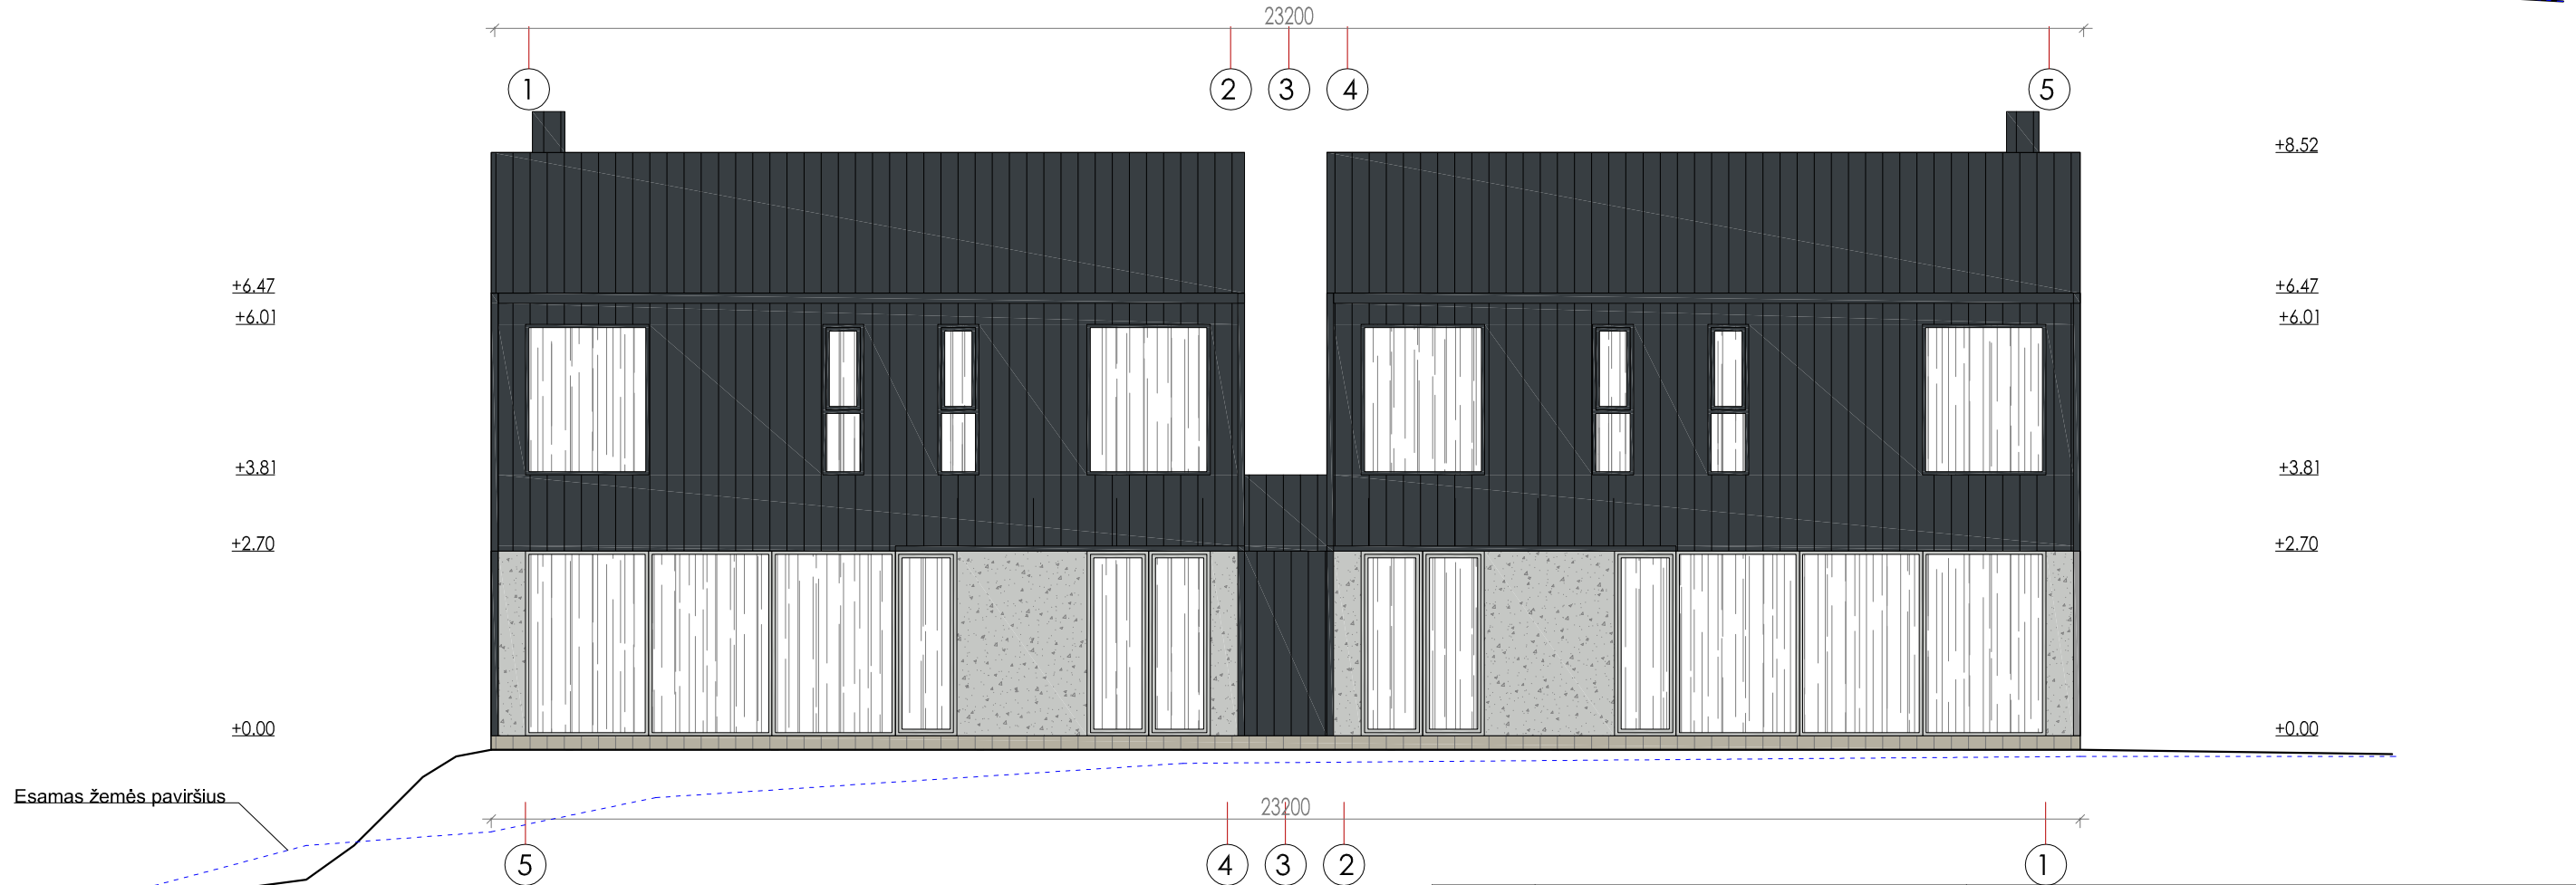 23200
1 2 3 4 5
+8.52
+6.47 +6.47
+6.01 +6.01
+3.81 +3.81
+2.70 +2.70
+0.00 +0.00
Esamas žemės paviršius
23200
5 4 3 2 1